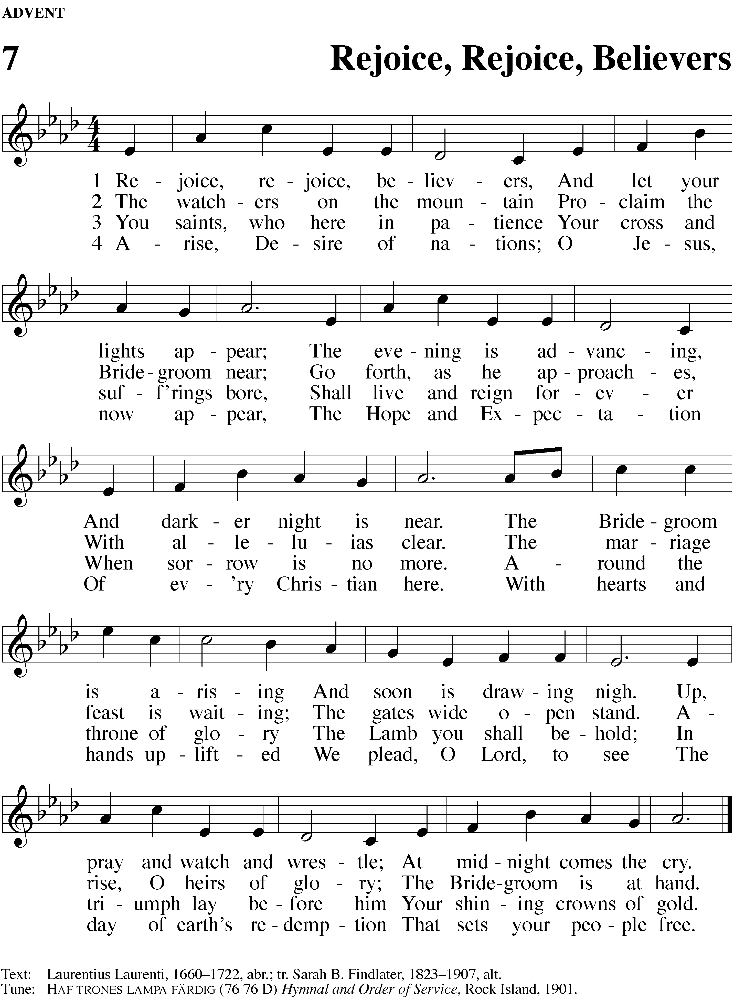 ADVENT
7 Rejoice, Rejoice, Believers
4
4
1 Re - joice, re - joice, be - liev - ers, And let your
2 The watch - ers on the moun - tain Pro - claim the
3 You saints, who here in pa - tience Your cross and
4 A - rise, De - sire of na - tions; O Je - sus,
lights ap - pear; The eve - ning is ad - vanc - ing,
Bride - groom near; Go forth, as he ap - proach - es,
suf - f'rings bore, Shall live and reign for - ev - er
now ap - pear, The Hope and Ex - pec - ta - tion
And dark - er night is near. The Bride - groom
With al - le - lu - ias clear. The mar - riage
When sor - row is no more. A - round the
Of ev - 'ry Chris - tian here. With hearts and
is a - ris - ing And soon is draw - ing nigh. Up,
feast is wait - ing; The gates wide o - pen stand. A -
throne of glo - ry The Lamb you shall be - hold; In
hands up - lift - ed We plead, O Lord, to see The
pray and watch and wres - tle; At mid - night comes the cry.
rise, O heirs of glo - ry; The Bride - groom is at hand.
tri - umph lay be - fore him Your shin - ing crowns of gold.
day of earth's re - demp - tion That sets your peo - ple free.
Text: Laurentius Laurenti, 1660–1722, abr.; tr. Sarah B. Findlater, 1823–1907, alt.
Tune: HAF TRONES LAMPA FÄRDIG (76 76 D) Hymnal and Order of Service, Rock Island, 1901.